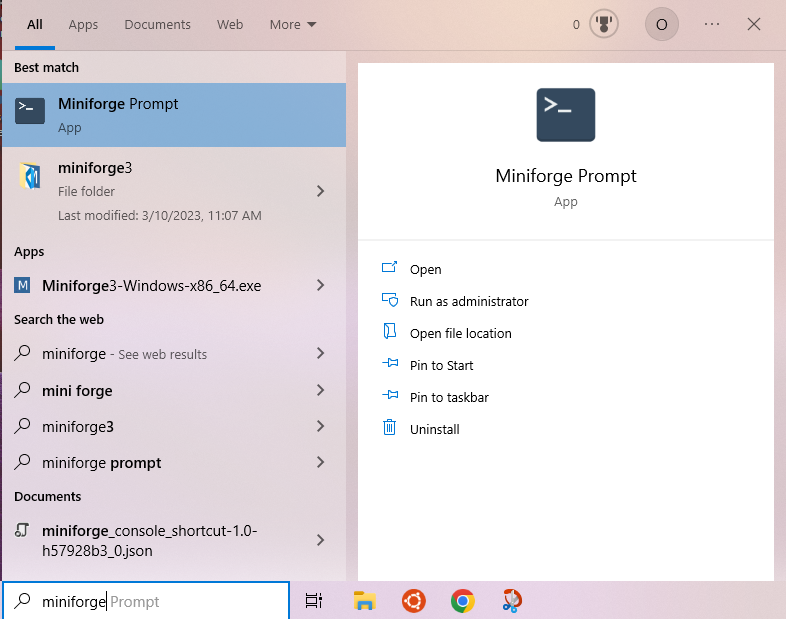 All Apps Documents Web More 0 O ...
Best match
Miniforge Prompt
App
miniforge3
File folder
Last modified: 3/10/2023, 11:07 AM
Apps
M Miniforge3-Windows-x86_64.exe
Search the web
miniforge - See web results
mini forge
miniforge3
miniforge prompt
Documents
miniforge_console_shortcut-1.0-
h57928b3_0.json
>_
Miniforge Prompt
App
Open
Run as administrator
Open file location
Pin to Start
Pin to taskbar
Uninstall
miniforge Prompt